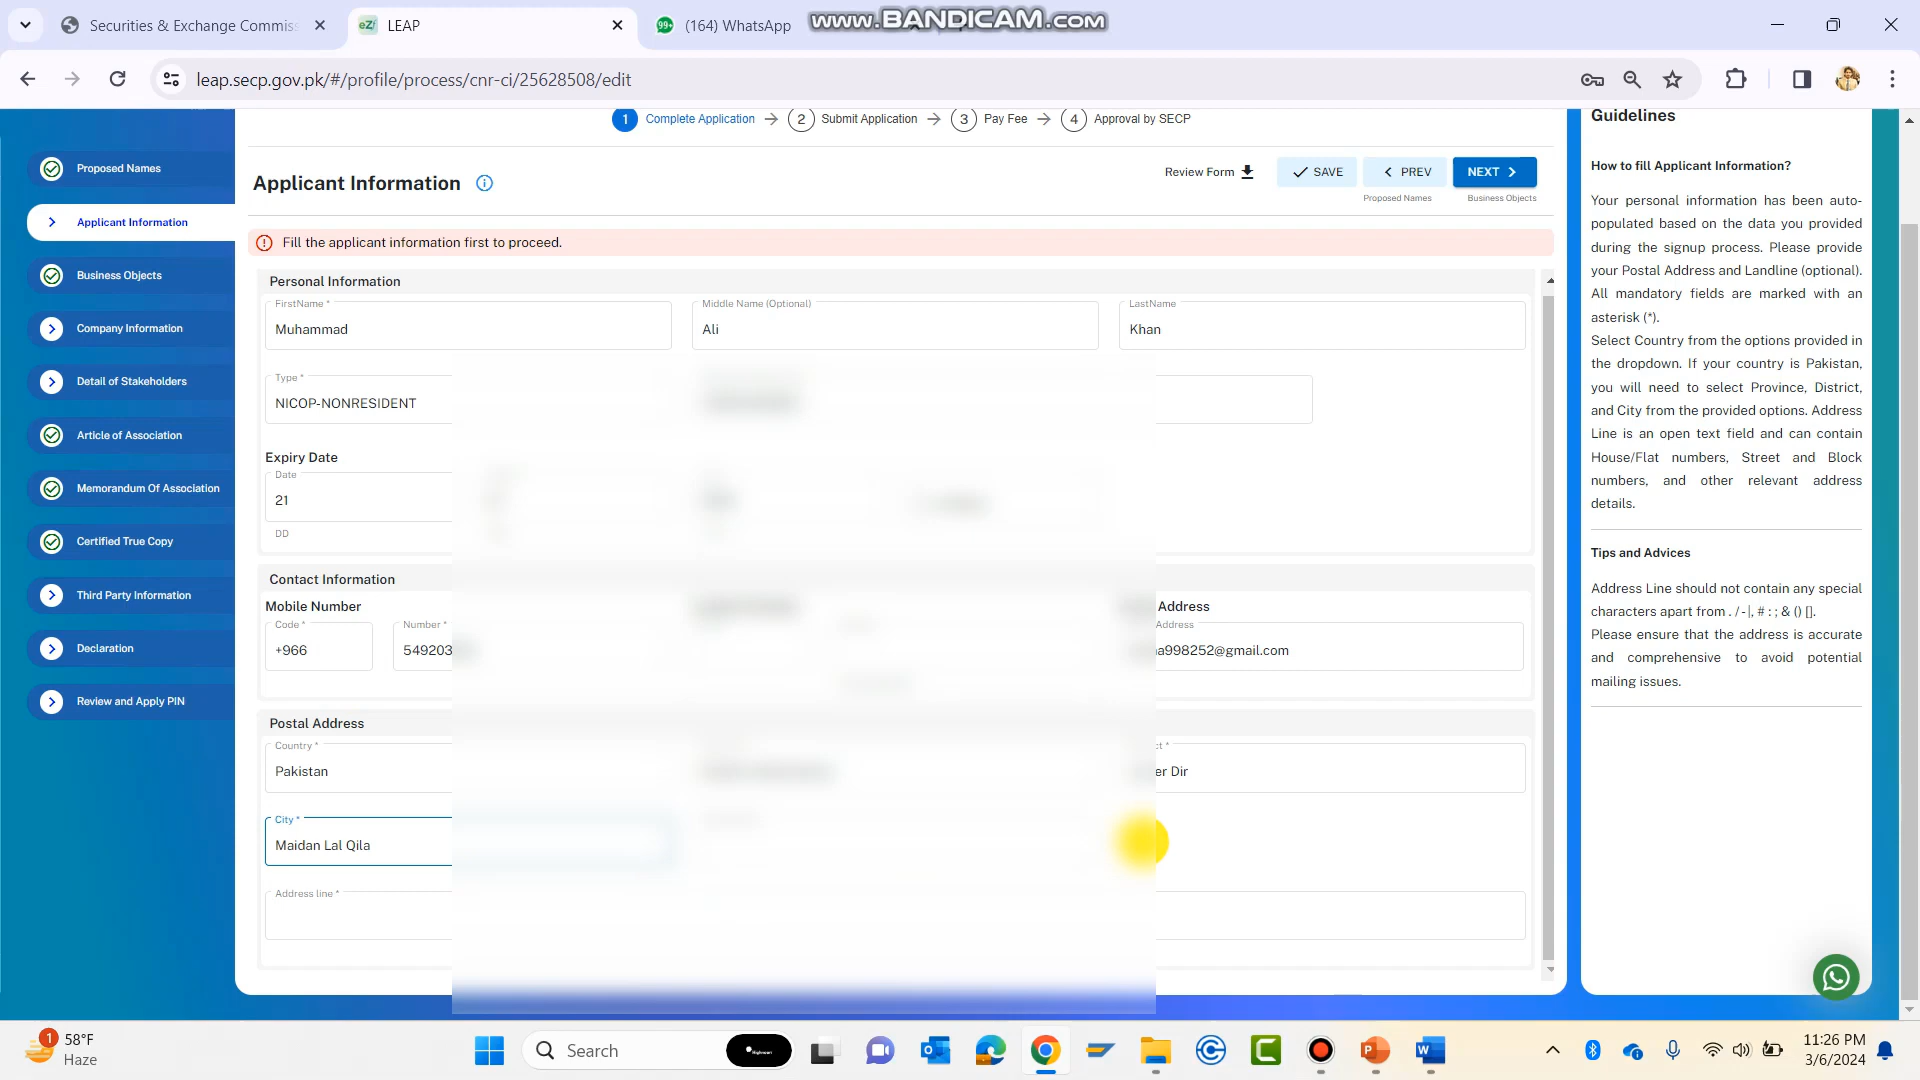 Securities & Exchange Commis
LEAP
(164) WhatsApp
www.BANDICAM.com
leap.secp.gov.pk/#/profile/process/cnr-ci/25628508/edit
1 Complete Application
2 Submit Application
3 Pay Fee
4 Approval by SECP
Proposed Names
Applicant Information
Business Objects
Company Information
Detail of Stakeholders
Article of Association
Memorandum Of Association
Certified True Copy
Third Party Information
Declaration
Review and Apply PIN
Applicant Information
Review Form
SAVE
PREV
NEXT
Proposed Names
Business Objects
Fill the applicant information first to proceed.
Personal Information
FirstName *
Muhammad
Middle Name (Optional)
Ali
LastName
Khan
Type *
NICOP-NONRESIDENT
Expiry Date
Date
21
DD
Contact Information
Mobile Number
Code *
+966
Number *
549203
Address
Address
a998252@gmail.com
Postal Address
Country *
Pakistan
ct *
er Dir
City *
Maidan Lal Qila
Address line *
Guidelines
How to fill Applicant Information?
Your personal information has been auto-
populated based on the data you provided
during the signup process. Please provide
your Postal Address and Landline (optional).
All mandatory fields are marked with an
asterisk (*).
Select Country from the options provided in
the dropdown. If your country is Pakistan,
you will need to select Province, District,
and City from the provided options. Address
Line is an open text field and can contain
House/Flat numbers, Street and Block
numbers, and other relevant address
details.
Tips and Advices
Address Line should not contain any special
characters apart from . / - |, # : ; & () [].
Please ensure that the address is accurate
and comprehensive to avoid potential
mailing issues.
1
58°F
Haze
Search
11:26 PM
3/6/2024